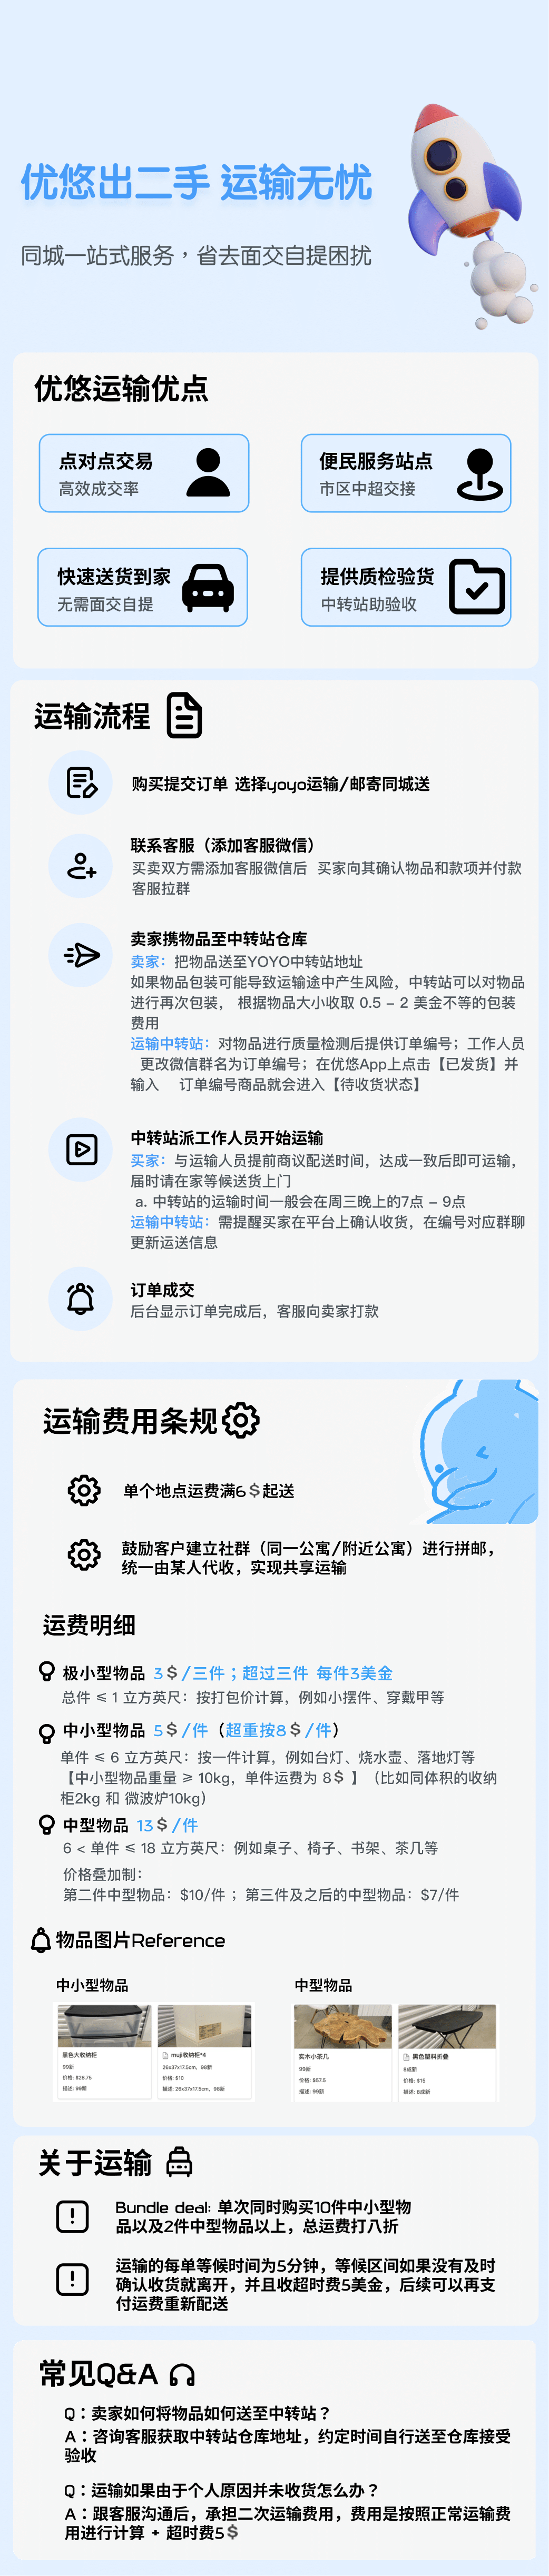 优悠出二手 运输无忧
同城一站式服务，省去面交自提困扰
优悠运输优点
点对点交易
高效成交率
便民服务站点
市区中超交接
快速送货到家
无需面交自提
提供质检验货
中转站助验收
运输流程
购买提交订单 选择yoyo运输/邮寄同城送
联系客服（添加客服微信）
买卖双方需添加客服微信后 买家向其确认物品和款项并付款
客服拉群
卖家携物品至中转站仓库
卖家：把物品送至YOYO中转站地址
如果物品包装可能导致运输途中产生风险，中转站可以对物品
进行再次包装， 根据物品大小收取 0.5 – 2 美金不等的包装
费用
运输中转站：对物品进行质量检测后提供订单编号；工作人员
更改微信群名为订单编号；在优悠App上点击【已发货】并
输入 订单编号商品就会进入【待收货状态】
中转站派工作人员开始运输
买家：与运输人员提前商议配送时间，达成一致后即可运输，
届时请在家等候送货上门
a. 中转站的运输时间一般会在周三晚上的7点 – 9点
运输中转站：需提醒买家在平台上确认收货，在编号对应群聊
更新运送信息
订单成交
后台显示订单完成后，客服向卖家打款
运输费用条规
单个地点运费满6$起送
鼓励客户建立社群（同一公寓/附近公寓）进行拼邮，
统一由某人代收，实现共享运输
运费明细
极小型物品 3$/三件；超过三件 每件3美金
总件 ≤ 1 立方英尺：按打包价计算，例如小摆件、穿戴甲等
中小型物品 5$/件（超重按8$/件）
单件 ≤ 6 立方英尺：按一件计算，例如台灯、烧水壶、落地灯等
【中小型物品重量 ≥ 10kg，单件运费为 8$ 】（比如同体积的收纳
柜2kg 和 微波炉10kg）
中型物品 13$/件
6 < 单件 ≤ 18 立方英尺：例如桌子、椅子、书架、茶几等
价格叠加制：
第二件中型物品：$10/件 ；第三件及之后的中型物品：$7/件
物品图片Reference
中小型物品
中型物品
黑色大收纳柜
99新
价格: $28.75
描述: 99新
muji收纳柜*4
26x37x17.5cm，98新
价格: $10
描述: 26x37x17.5cm，98新
实木小茶几
99新
价格: $57.5
描述: 99新
黑色塑料折叠
8成新
价格: $15
描述: 8成新
关于运输
Bundle deal: 单次同时购买10件中小型物
品以及2件中型物品以上，总运费打八折
运输的每单等候时间为5分钟，等候区间如果没有及时
确认收货就离开，并且收超时费5美金，后续可以再支
付运费重新配送
常见Q&A
Q：卖家如何将物品如何送至中转站？
A：咨询客服获取中转站仓库地址，约定时间自行送至仓库接受
验收
Q：运输如果由于个人原因并未收货怎么办？
A：跟客服沟通后，承担二次运输费用，费用是按照正常运输费
用进行计算 + 超时费5$